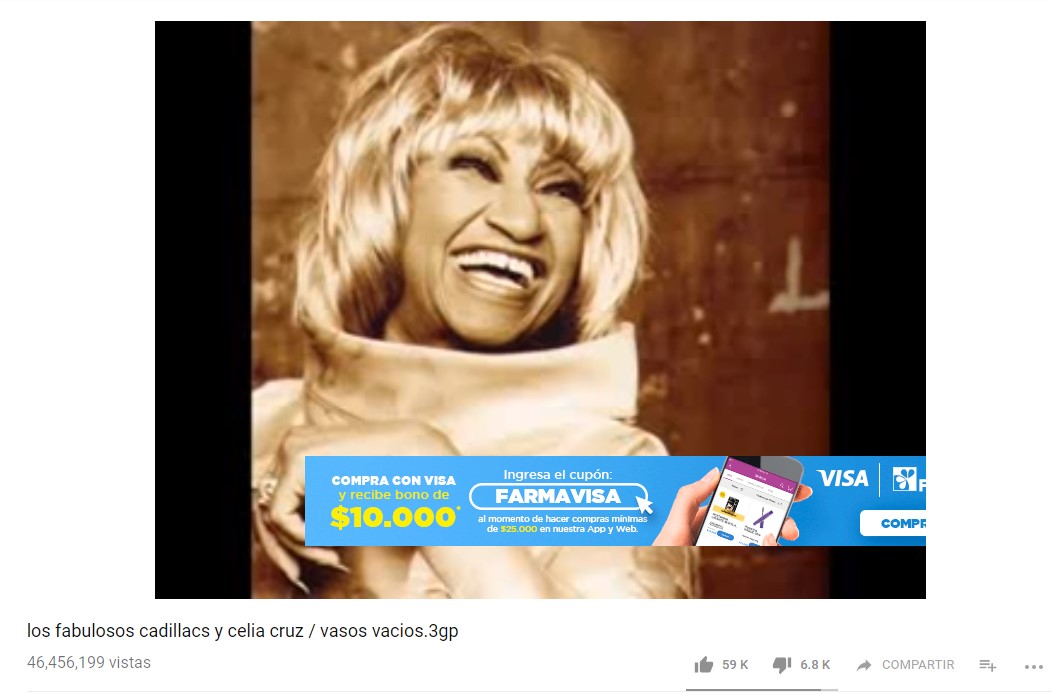 COMPRA CON VISA
y recibe bono de
$10.000*
Ingresa el cupón:
FARMAVISA
al momento de hacer compras mínimas
de $25.000 en nuestra App y Web.
VISA
COMPR
los fabulosos cadillacs y celia cruz / vasos vacios.3gp
46,456,199 vistas
59 K
6.8 K
COMPARTIR